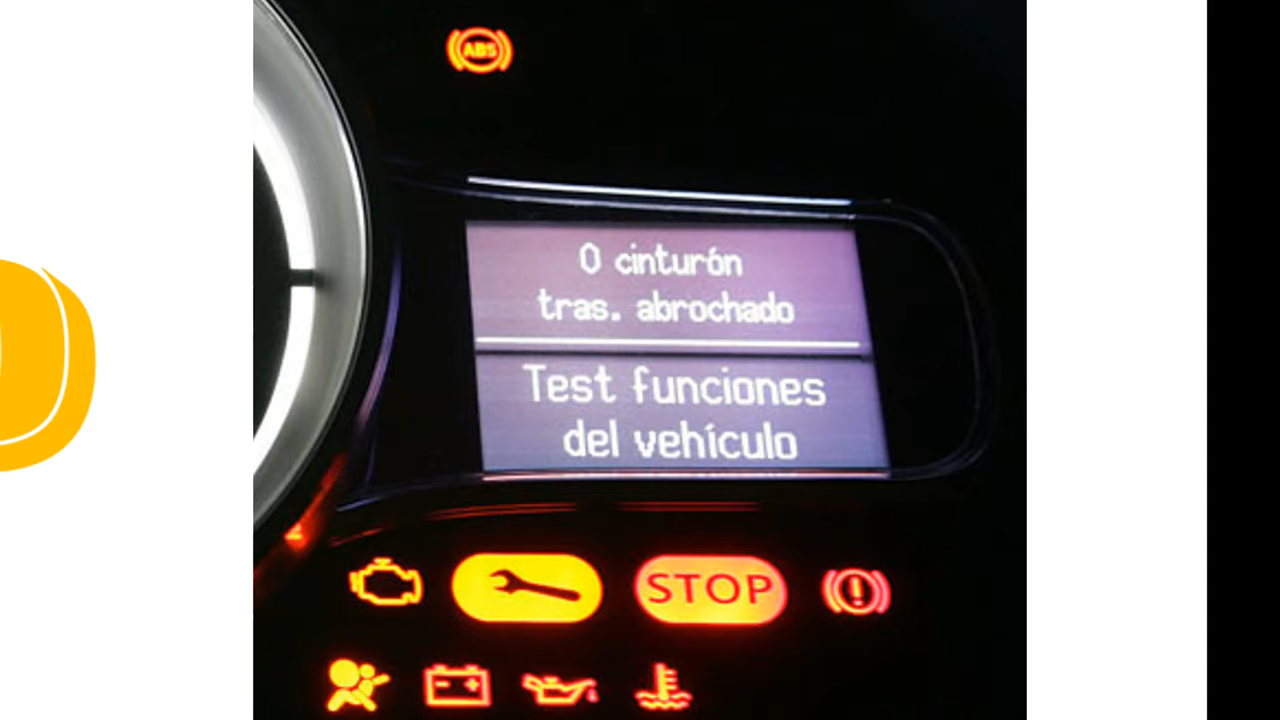 ABS
0 cinturón
tras. abrochado
Test funciones
del vehículo
STOP